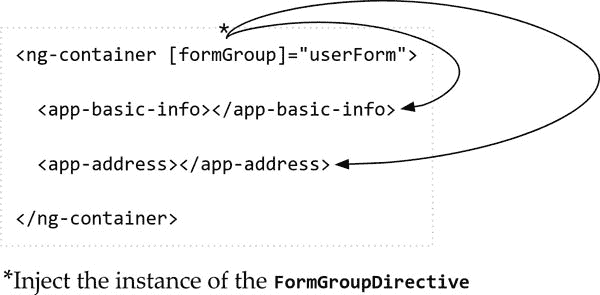 *
<ng-container [formGroup]="userForm">
<app-basic-info></app-basic-info>
<app-address></app-address>
</ng-container>
*Inject the instance of the FormGroupDirective